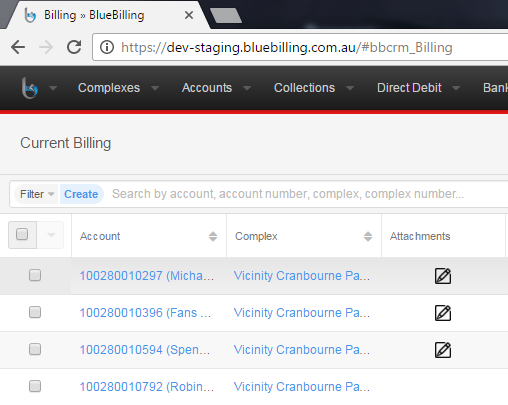 Billing » BlueBilling
https://dev-staging.bluebilling.com.au/#bbcrm_Billing
Complexes Accounts Collections Direct Debit Bank
Current Billing
Filter Create Search by account, account number, complex, complex number...
Account Complex Attachments
100280010297 (Micha... Vicinity Cranbourne Pa...
100280010396 (Fans ... Vicinity Cranbourne Pa...
100280010594 (Spen... Vicinity Cranbourne Pa...
100280010792 (Robin... Vicinity Cranbourne Pa...